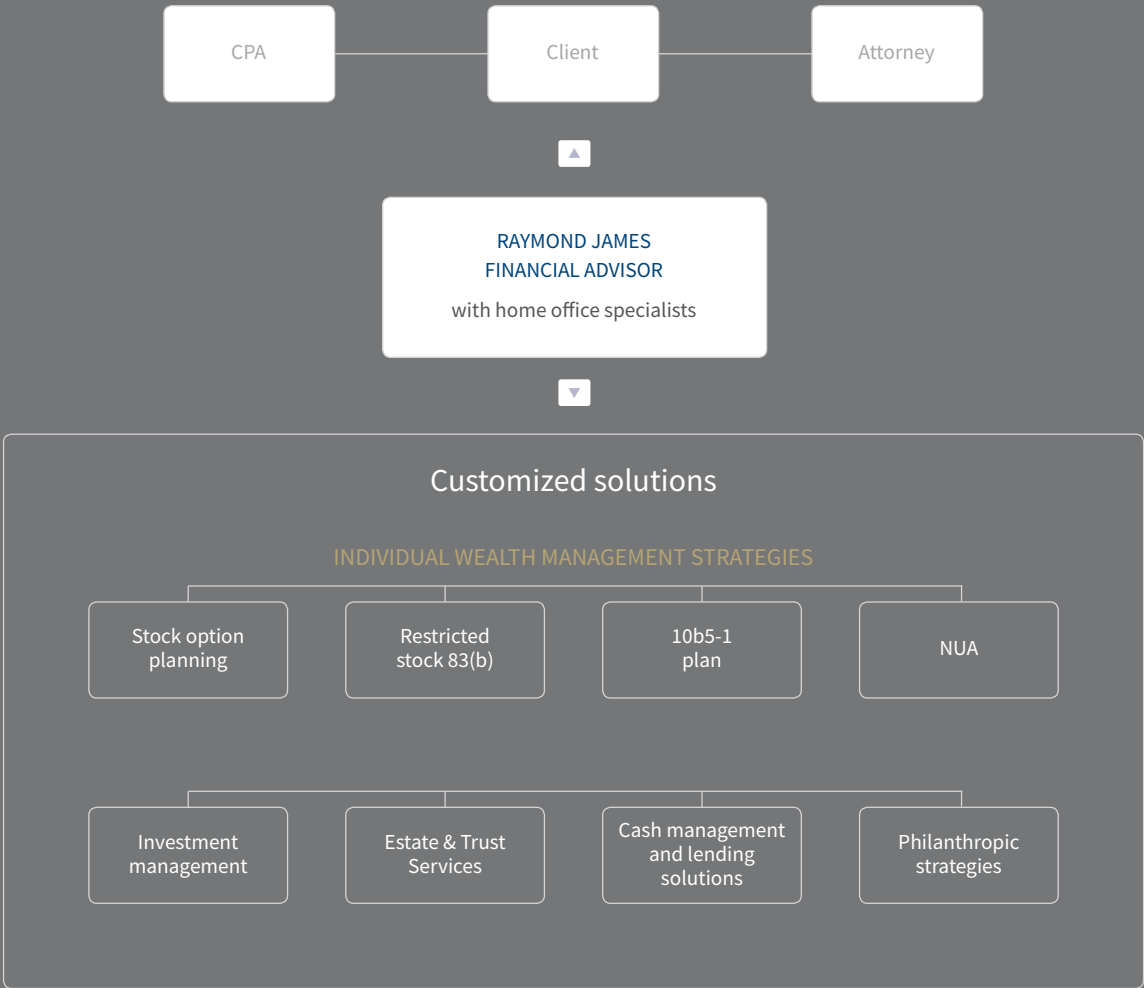 CPA
Client
Attorney
RAYMOND JAMES
FINANCIAL ADVISOR
with home office specialists
Customized solutions
INDIVIDUAL WEALTH MANAGEMENT STRATEGIES
Stock option
planning
Restricted
stock 83(b)
10b5-1
plan
NUA
Investment
management
Estate & Trust
Services
Cash management
and lending
solutions
Philanthropic
strategies